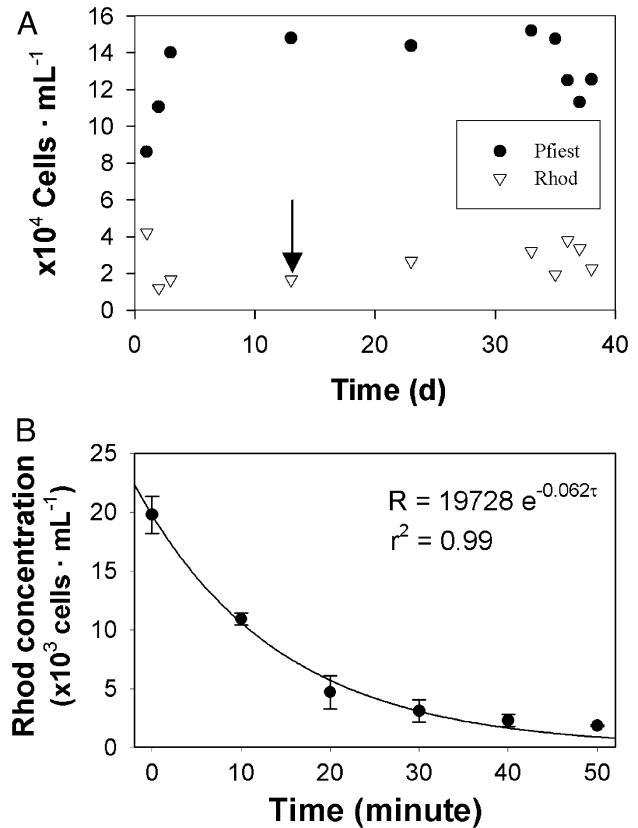 A
16
14
12
10
8
6
4
2
0
x10⁴ Cells · mL⁻¹
Pfiest
Rhod
0 10 20 30 40
Time (d)
B
25
20
15
10
5
0
Rhod concentration
(x10³ cells · mL⁻¹)
R = 19728 e⁻⁰·⁰⁶²τ
r² = 0.99
0 10 20 30 40 50
Time (minute)